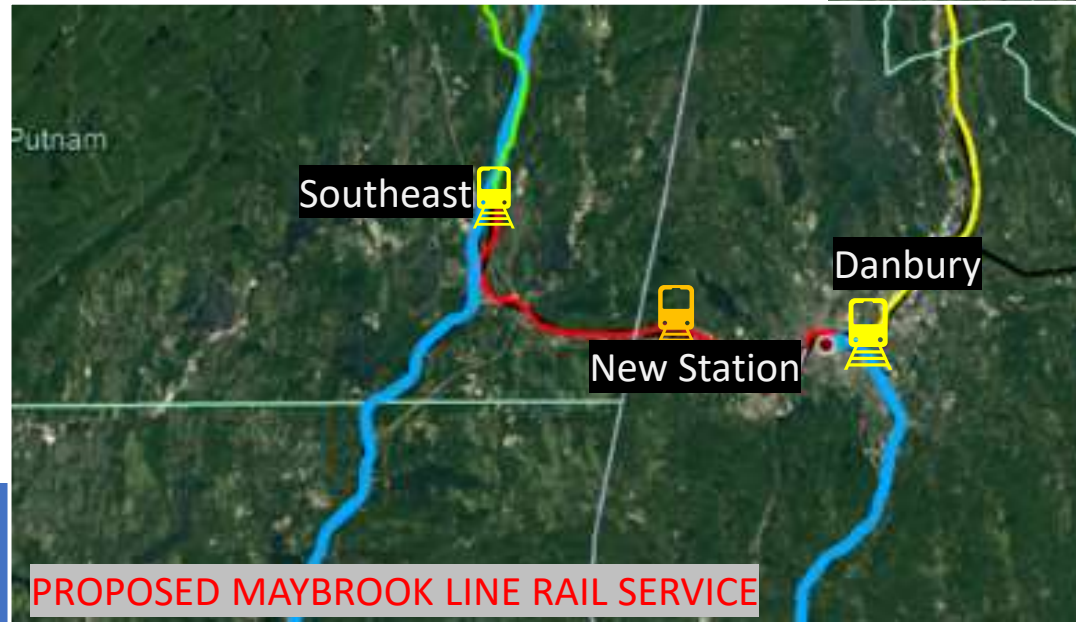 Putnam
Southeast
Danbury
New Station
PROPOSED MAYBROOK LINE RAIL SERVICE